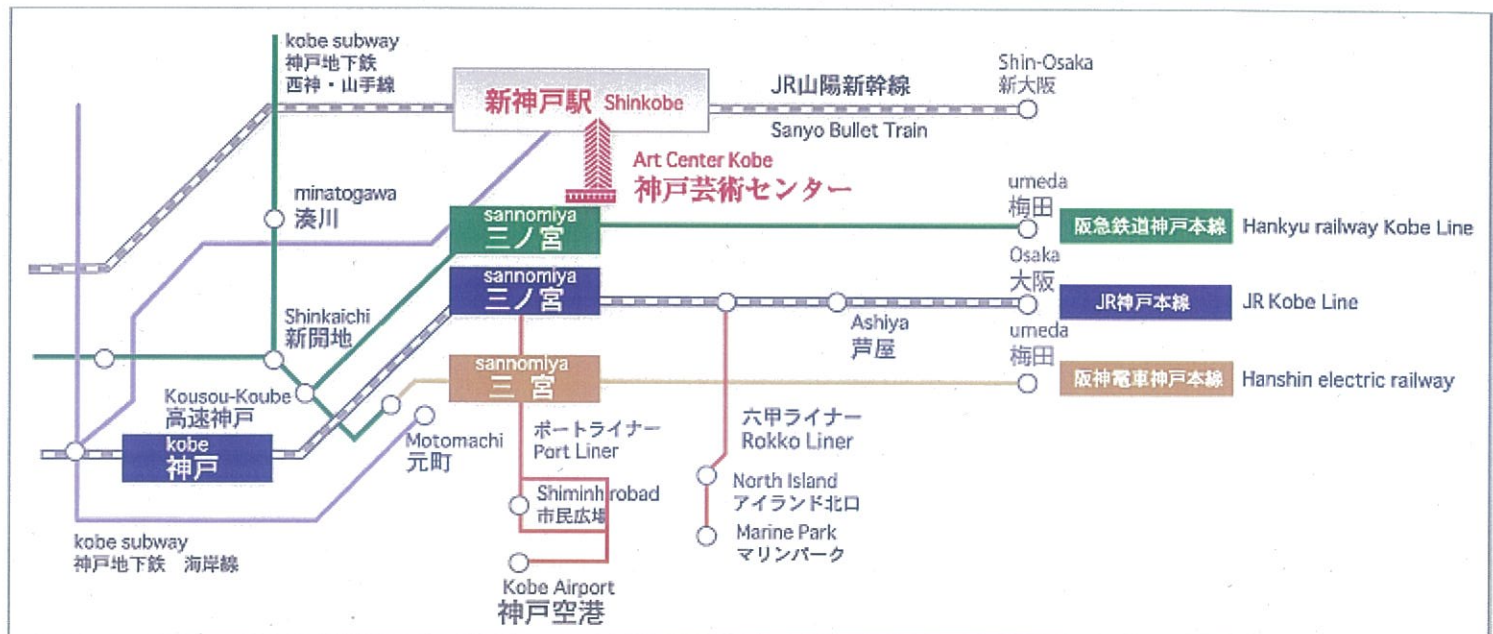 kobe subway
神戸地下鉄
西神・山手線
新神戸駅 Shinkobe
JR山陽新幹線
Sanyo Bullet Train
Shin-Osaka
新大阪
Art Center Kobe
神戸芸術センター
minatogawa
湊川
sannomiya
三ノ宮
umeda
梅田
阪急鉄道神戸本線 Hankyu railway Kobe Line
sannomiya
三ノ宮
Osaka
大阪
JR神戸本線 JR Kobe Line
Ashiya
芦屋
Shinkaichi
新開地
sannomiya
三宮
umeda
梅田
阪神電車神戸本線 Hanshin electric railway
Kousou-Koube
高速神戸
kobe
神戸
Motomachi
元町
ポートライナー
Port Liner
六甲ライナー
Rokko Liner
Shiminhirobad
市民広場
North Island
アイランド北口
Marine Park
マリンパーク
kobe subway
神戸地下鉄 海岸線
Kobe Airport
神戸空港